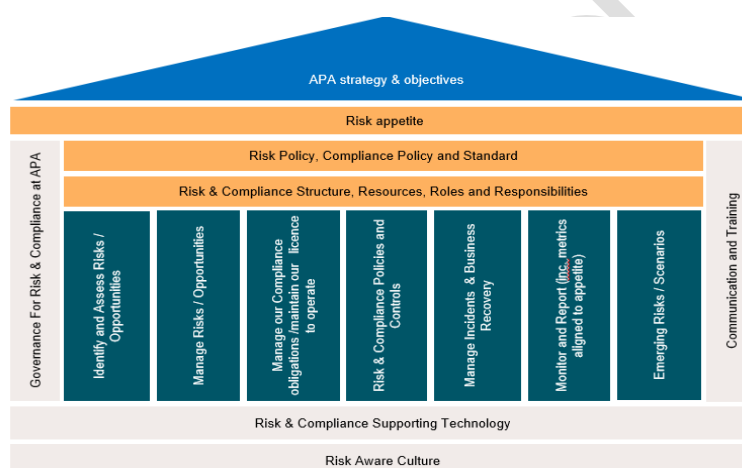 APA strategy & objectives
Risk appetite
Governance For Risk & Compliance at APA
Risk Policy, Compliance Policy and Standard
Risk & Compliance Structure, Resources, Roles and Responsibilities
Identify and Assess Risks /
Opportunities
Manage Risks / Opportunities
Manage our Compliance
obligations /maintain our licence
to operate
Risk & Compliance Policies and
Controls
Manage Incidents & Business
Recovery
Monitor and Report (Inc. metrics
aligned to appetite)
Emerging Risks / Scenarios
Communication and Training
Risk & Compliance Supporting Technology
Risk Aware Culture